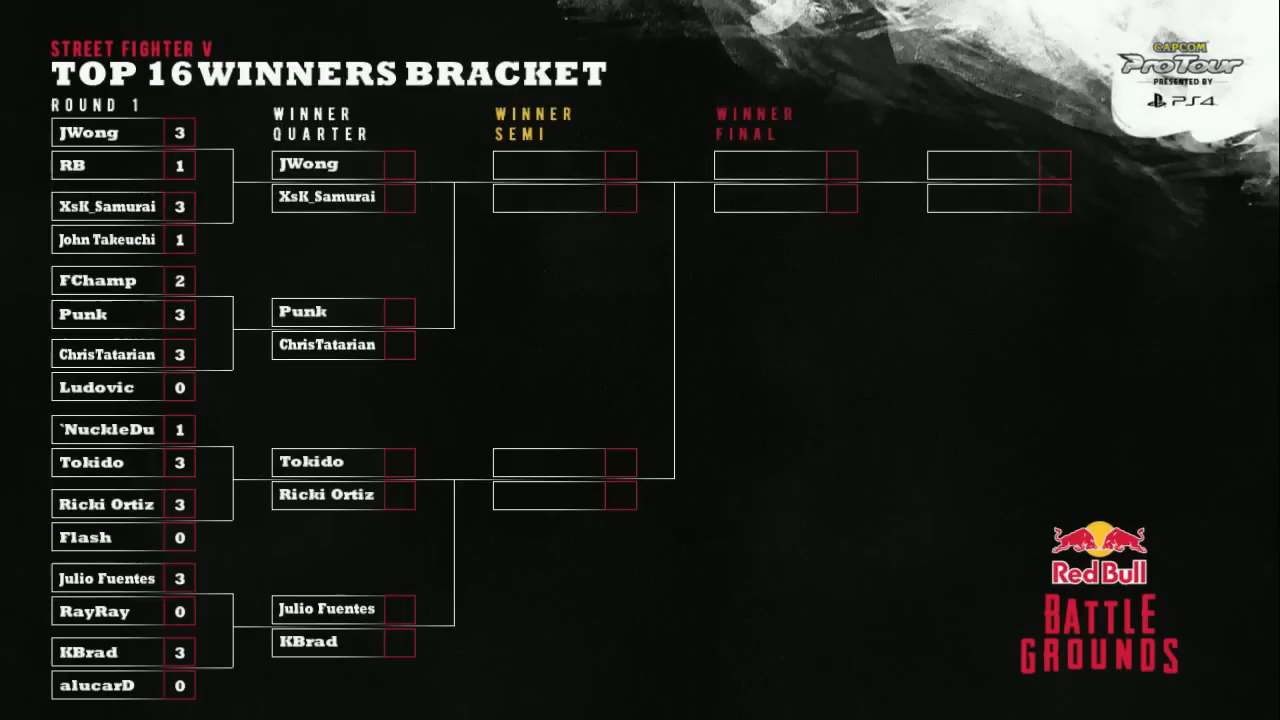 STREET FIGHTER V
TOP 16 WINNERS BRACKET
CAPCOM
ProTour
PRESENTED BY
PS4
ROUND 1
JWong 3
RB 1
XsK_Samurai 3
John Takeuchi 1
FChamp 2
Punk 3
ChrisTatarian 3
Ludovic 0
`NuckleDu 1
Tokido 3
Ricki Ortiz 3
Flash 0
Julio Fuentes 3
RayRay 0
KBrad 3
alucarD 0
WINNER
QUARTER
JWong
XsK_Samurai
Punk
ChrisTatarian
Tokido
Ricki Ortiz
Julio Fuentes
KBrad
WINNER
SEMI
WINNER
FINAL
Red Bull
BATTLE
GROUNDS